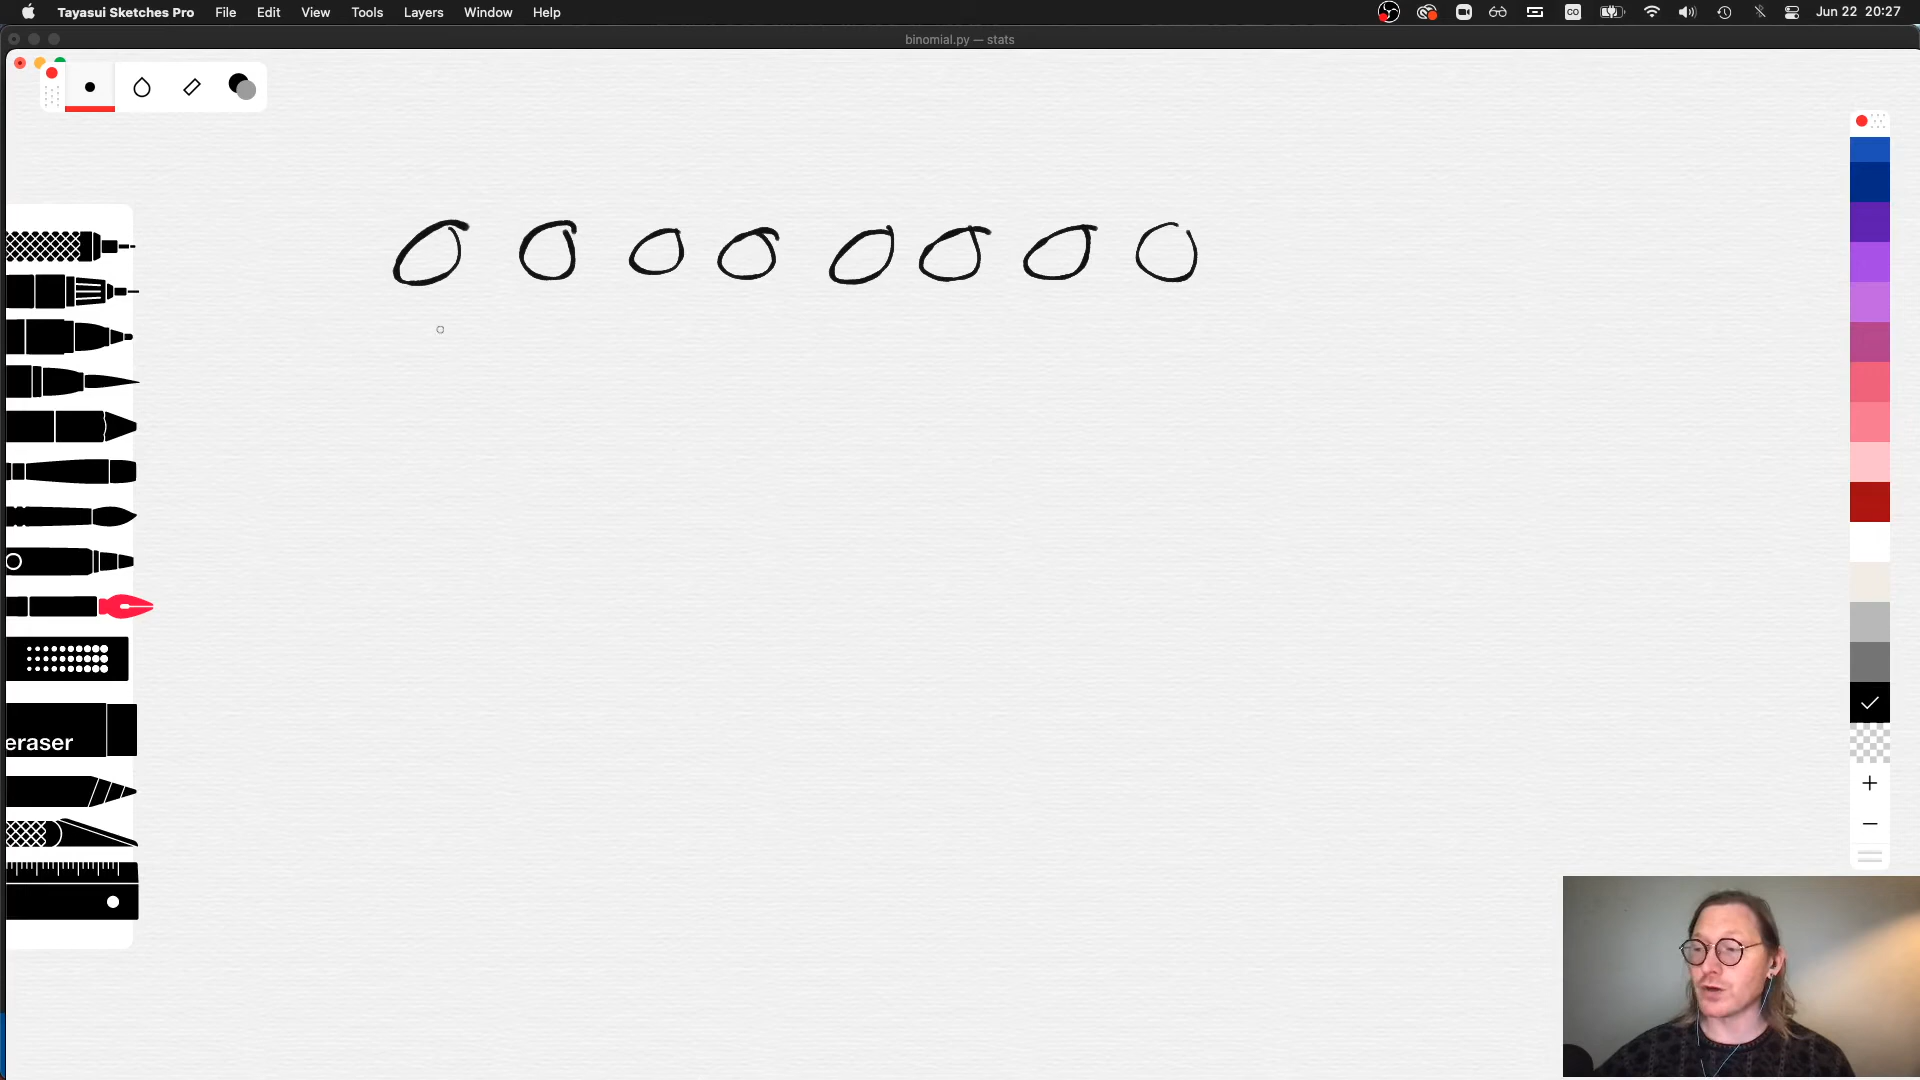 Tayasui Sketches Pro File Edit View Tools Layers Window Help Jun 22 20:27
binomial.py — stats
O O O O O O O O
eraser